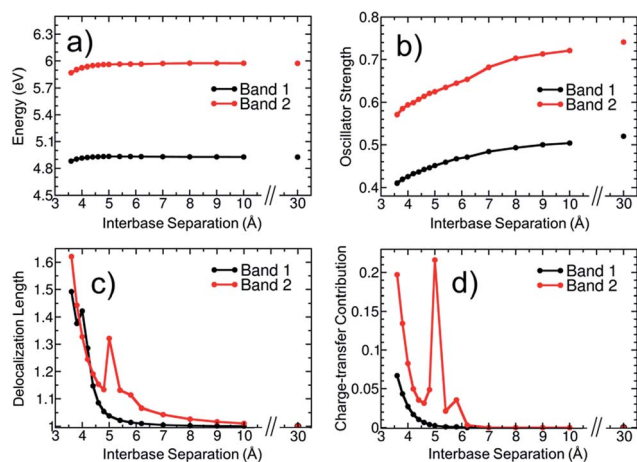 a)
6.3
6
5.7
5.1
4.8
4.5
Energy (eV)
Band 1
Band 2
3 4 5 6 7 8 9 10 // 30
Interbase Separation (Å)
b)
0.8
0.7
0.6
0.5
0.4
Oscillator Strength
Band 1
Band 2
3 4 5 6 7 8 9 10 // 30
Interbase Separation (Å)
c)
1.6
1.5
1.4
1.3
1.2
1.1
1
Delocalization Length
Band 1
Band 2
3 4 5 6 7 8 9 10 // 30
Interbase Separation (Å)
d)
0.2
0.15
0.1
0.05
0
Charge-transfer Contribution
Band 1
Band 2
3 4 5 6 7 8 9 10 // 30
Interbase Separation (Å)